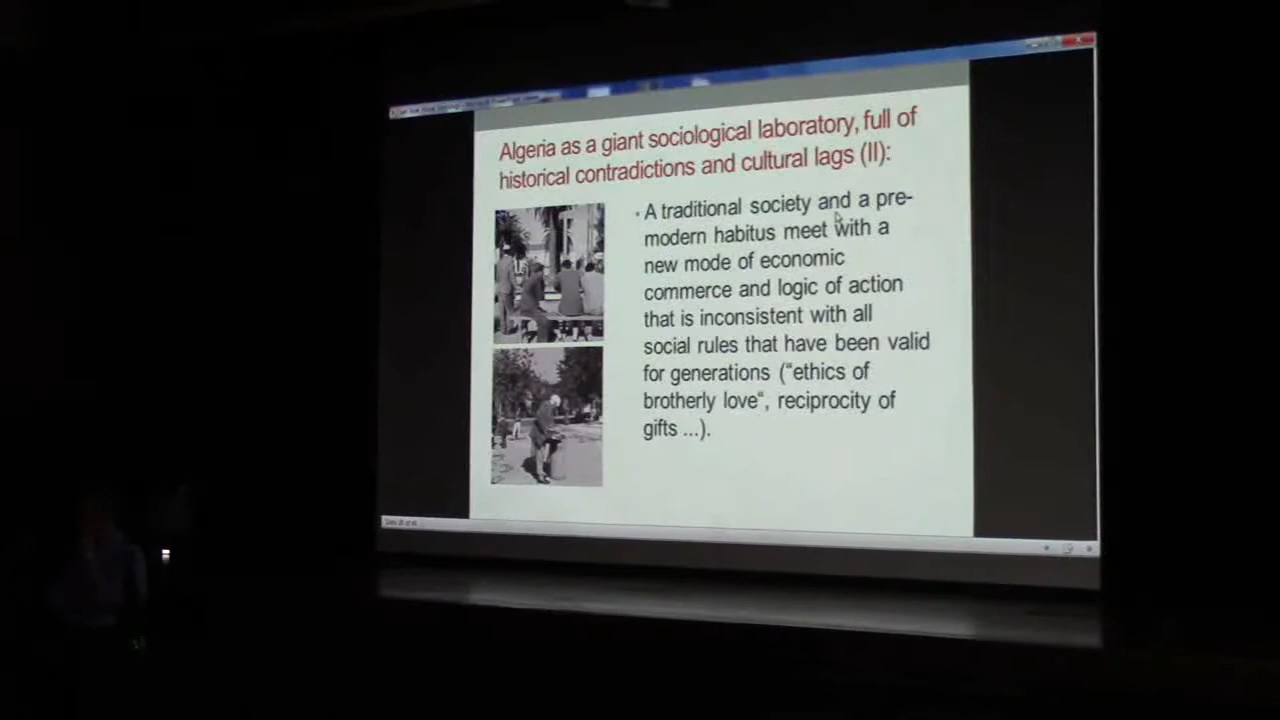 Algeria as a giant sociological laboratory, full of
historical contradictions and cultural lags (II):
• A traditional society and a pre-
modern habitus meet with a
new mode of economic
commerce and logic of action
that is inconsistent with all
social rules that have been valid
for generations (“ethics of
brotherly love“, reciprocity of
gifts ...).